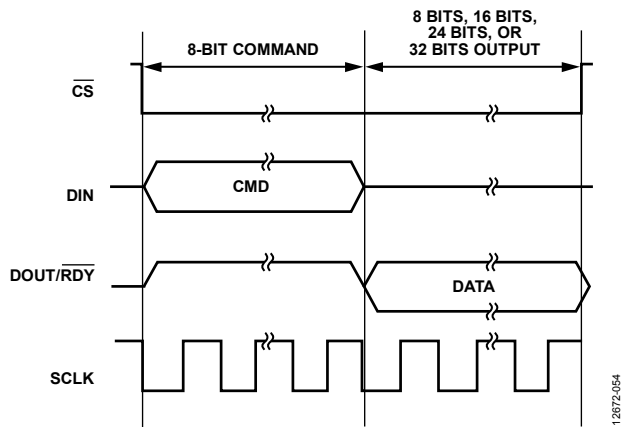 8 BITS, 16 BITS,
24 BITS, OR
8-BIT COMMAND
32 BITS OUTPUT
CS
DIN
CMD
DOUT/RDY
DATA
SCLK
12672-054